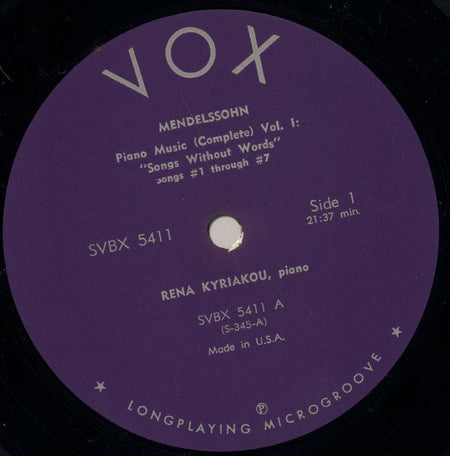 VOX
MENDELSSOHN
Piano Music (Complete) Vol. I:
"Songs Without Words"
Songs #1 through #7
SVBX 5411
Side 1
21:37 min.
RENA KYRIAKOU, piano
SVBX 5411 A
(S-345-A)
Made in U.S.A.
℗
★ LONGPLAYING MICROGROOVE ★